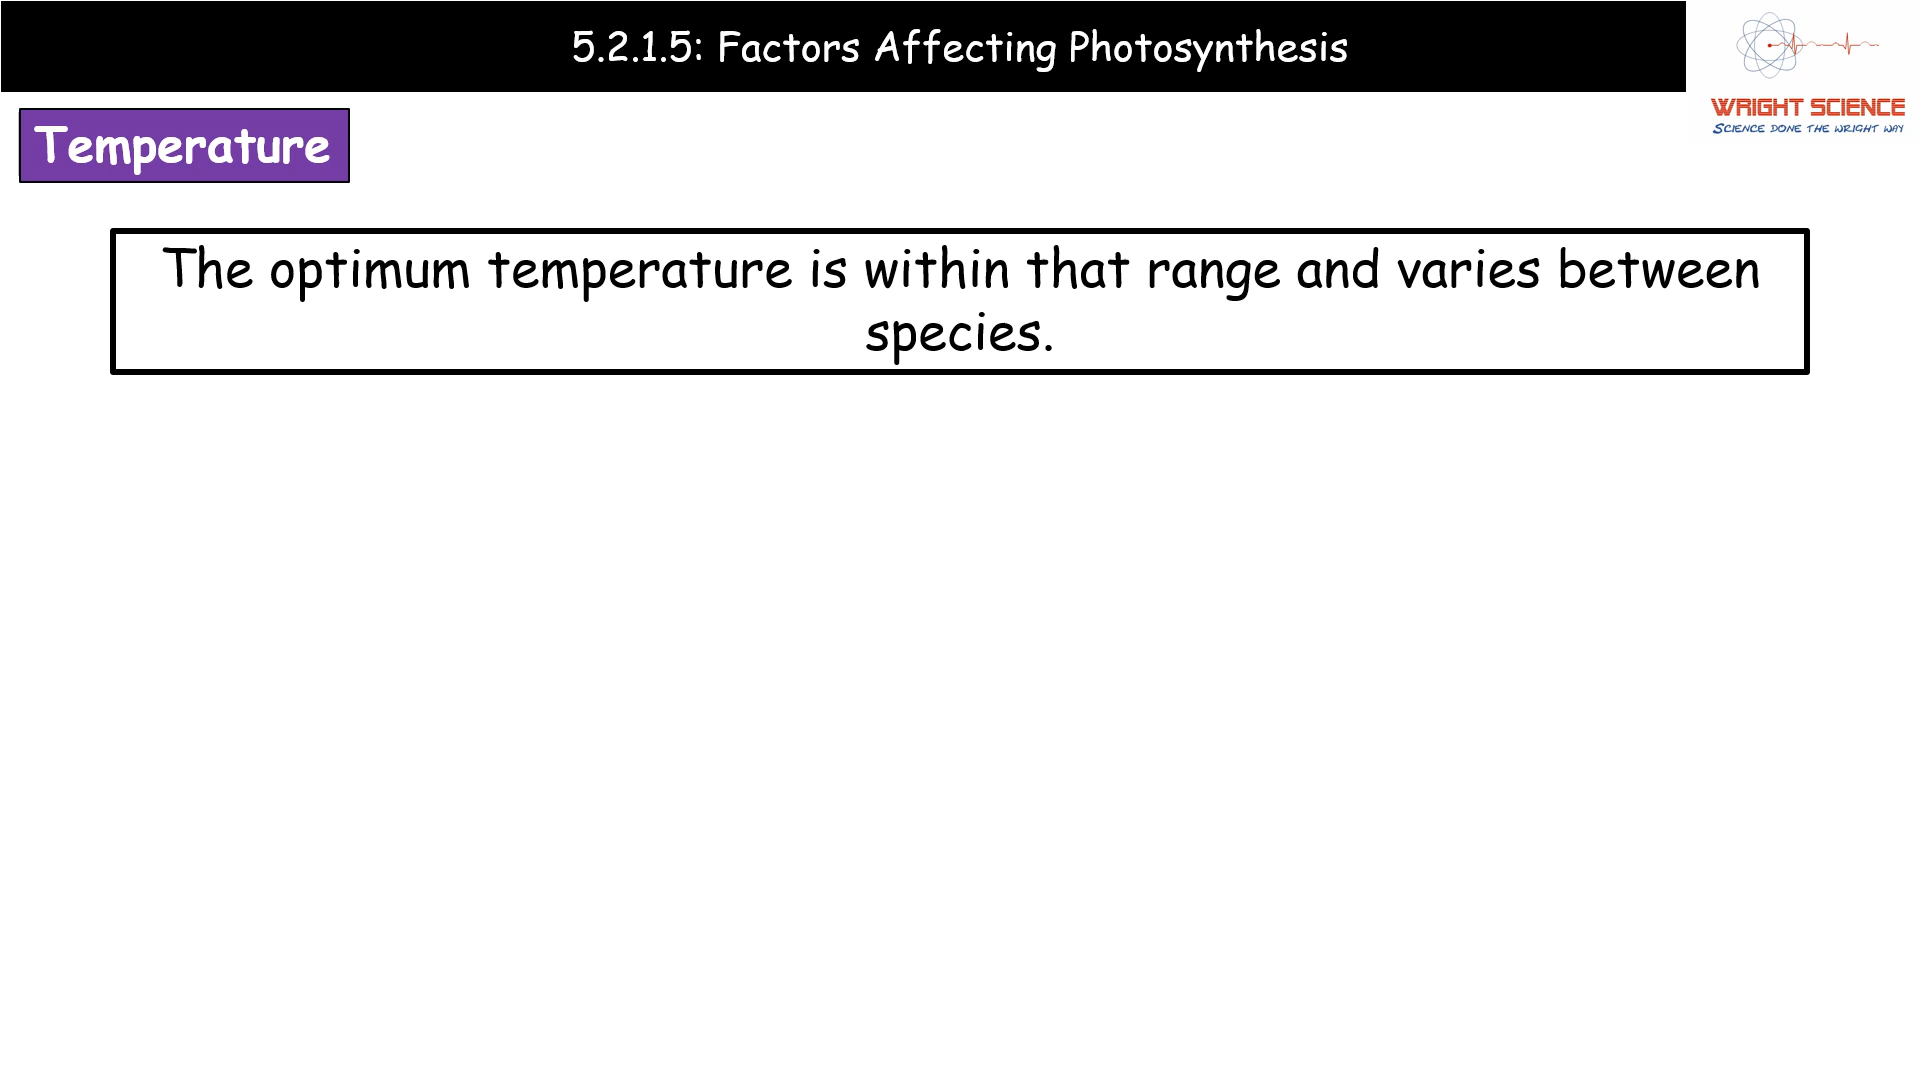 5.2.1.5: Factors Affecting Photosynthesis
WRIGHT SCIENCE
SCIENCE DONE THE WRIGHT WAY
Temperature
The optimum temperature is within that range and varies between
species.